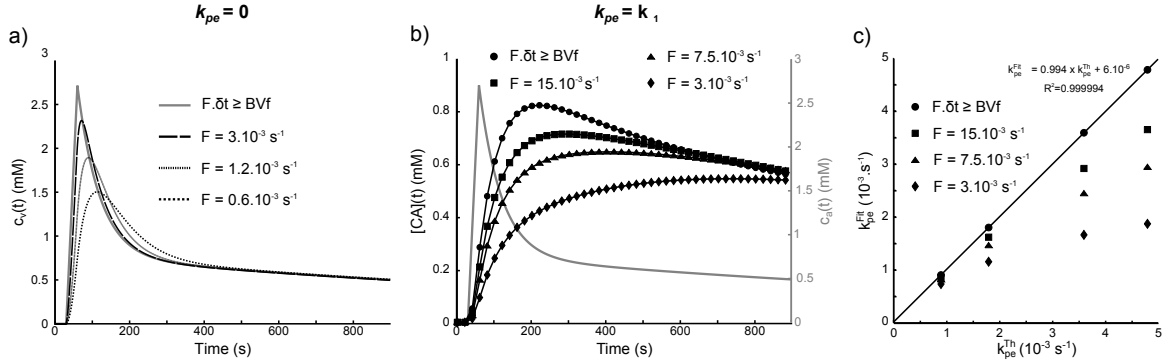 k_pe = 0
a)
3
2.5
2
1.5
1
0.5
0
c_v(t) (mM)
F.δt ≥ BVf
F = 3.10⁻³ s⁻¹
F = 1.2.10⁻³ s⁻¹
F = 0.6.10⁻³ s⁻¹
0 200 400 600 800
Time (s)
k_pe = k₁
b)
F.δt ≥ BVf F = 7.5.10⁻³ s⁻¹
F = 15.10⁻³ s⁻¹ F = 3.10⁻³ s⁻¹
1
0.8
0.6
0.4
0.2
0
[CA](t) (mM)
3
2.5
2
1.5
1
0.5
0
c_a(t) (mM)
0 200 400 600 800
Time (s)
c)
k_pe^Fit = 0.994 x k_pe^Th + 6.10⁻⁶
R²=0.999994
F.δt ≥ BVf
F = 15.10⁻³ s⁻¹
F = 7.5.10⁻³ s⁻¹
F = 3.10⁻³ s⁻¹
5
4
3
2
1
0
k_pe^Fit (10⁻³.s⁻¹)
0 1 2 3 4 5
k_pe^Th (10⁻³ s⁻¹)